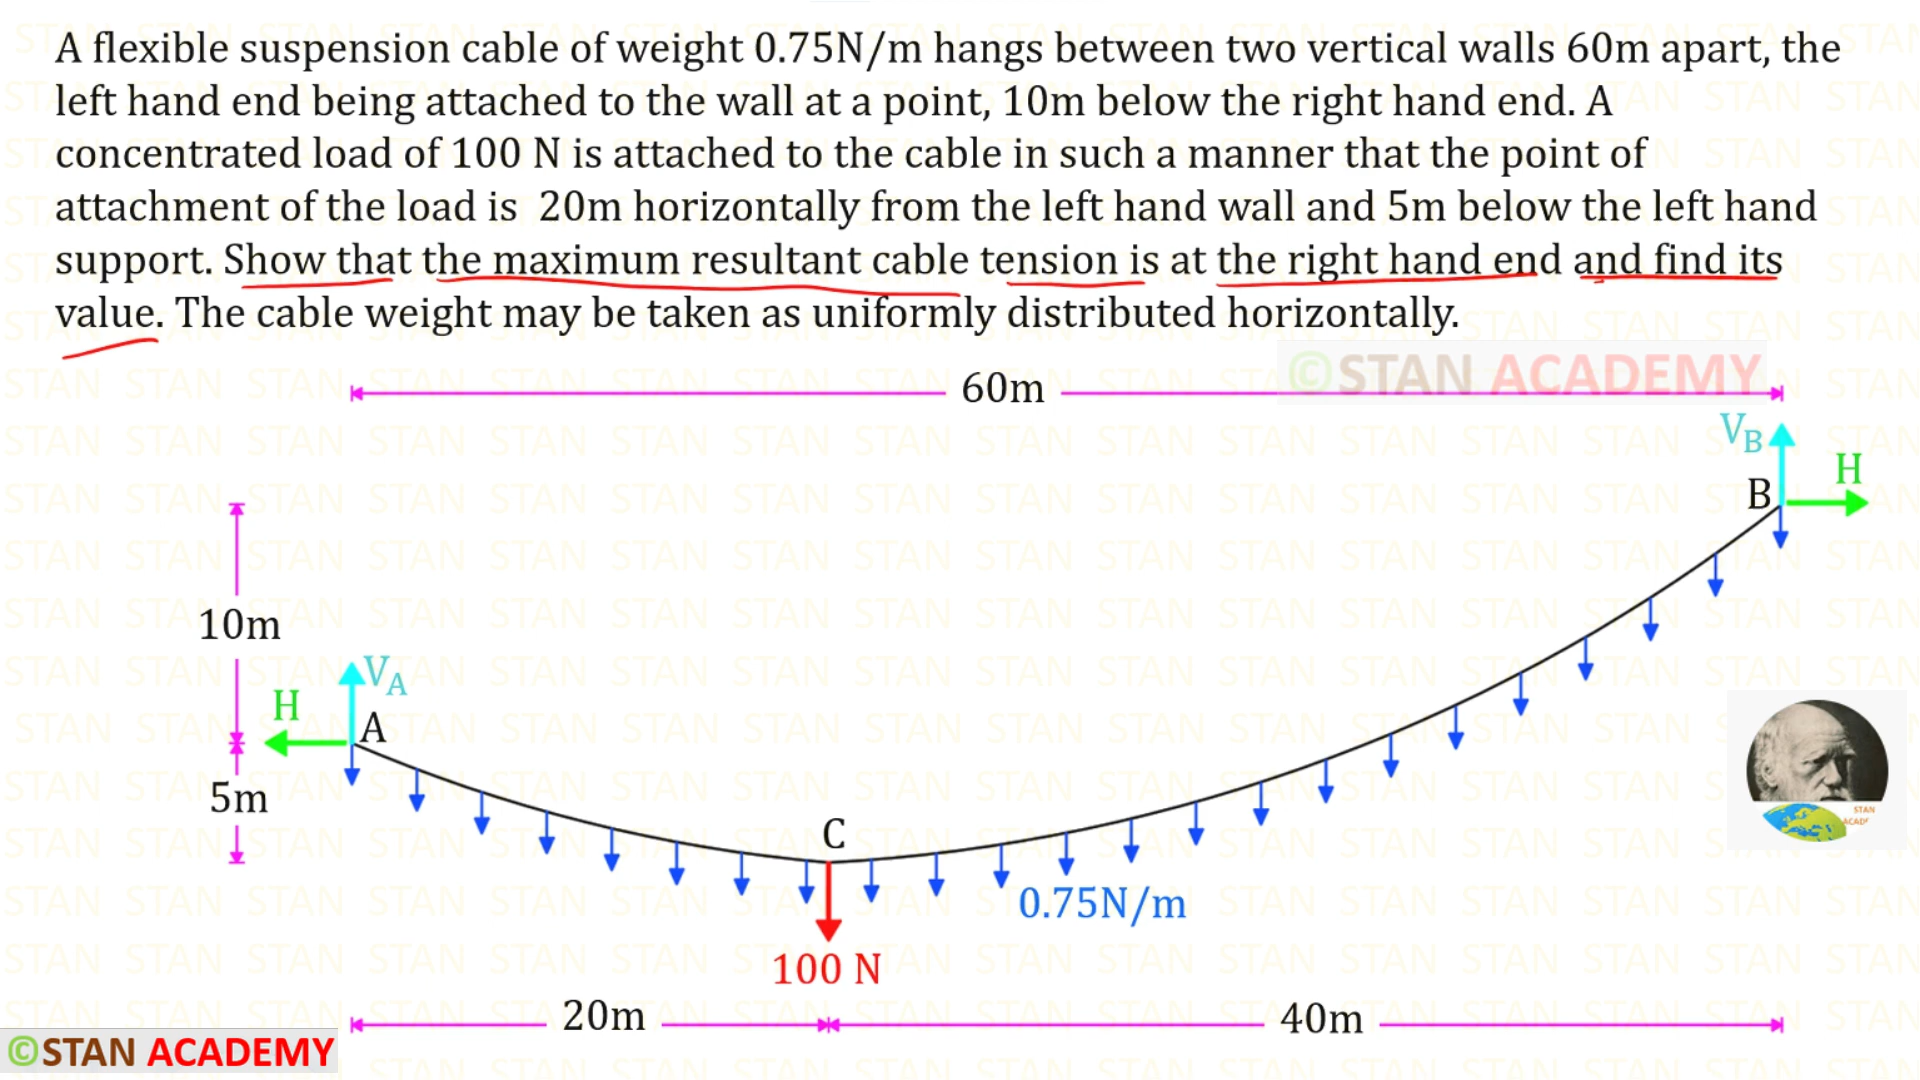 A flexible suspension cable of weight 0.75N/m hangs between two vertical walls 60m apart, the
left hand end being attached to the wall at a point, 10m below the right hand end. A
concentrated load of 100 N is attached to the cable in such a manner that the point of
attachment of the load is 20m horizontally from the left hand wall and 5m below the left hand
support. Show that the maximum resultant cable tension is at the right hand end and find its
value. The cable weight may be taken as uniformly distributed horizontally.
©STAN ACADEMY
60m
V_B
H
B
10m
V_A
H
A
5m
C
STAN
0.75N/m
100 N
20m
40m
©STAN ACADEMY